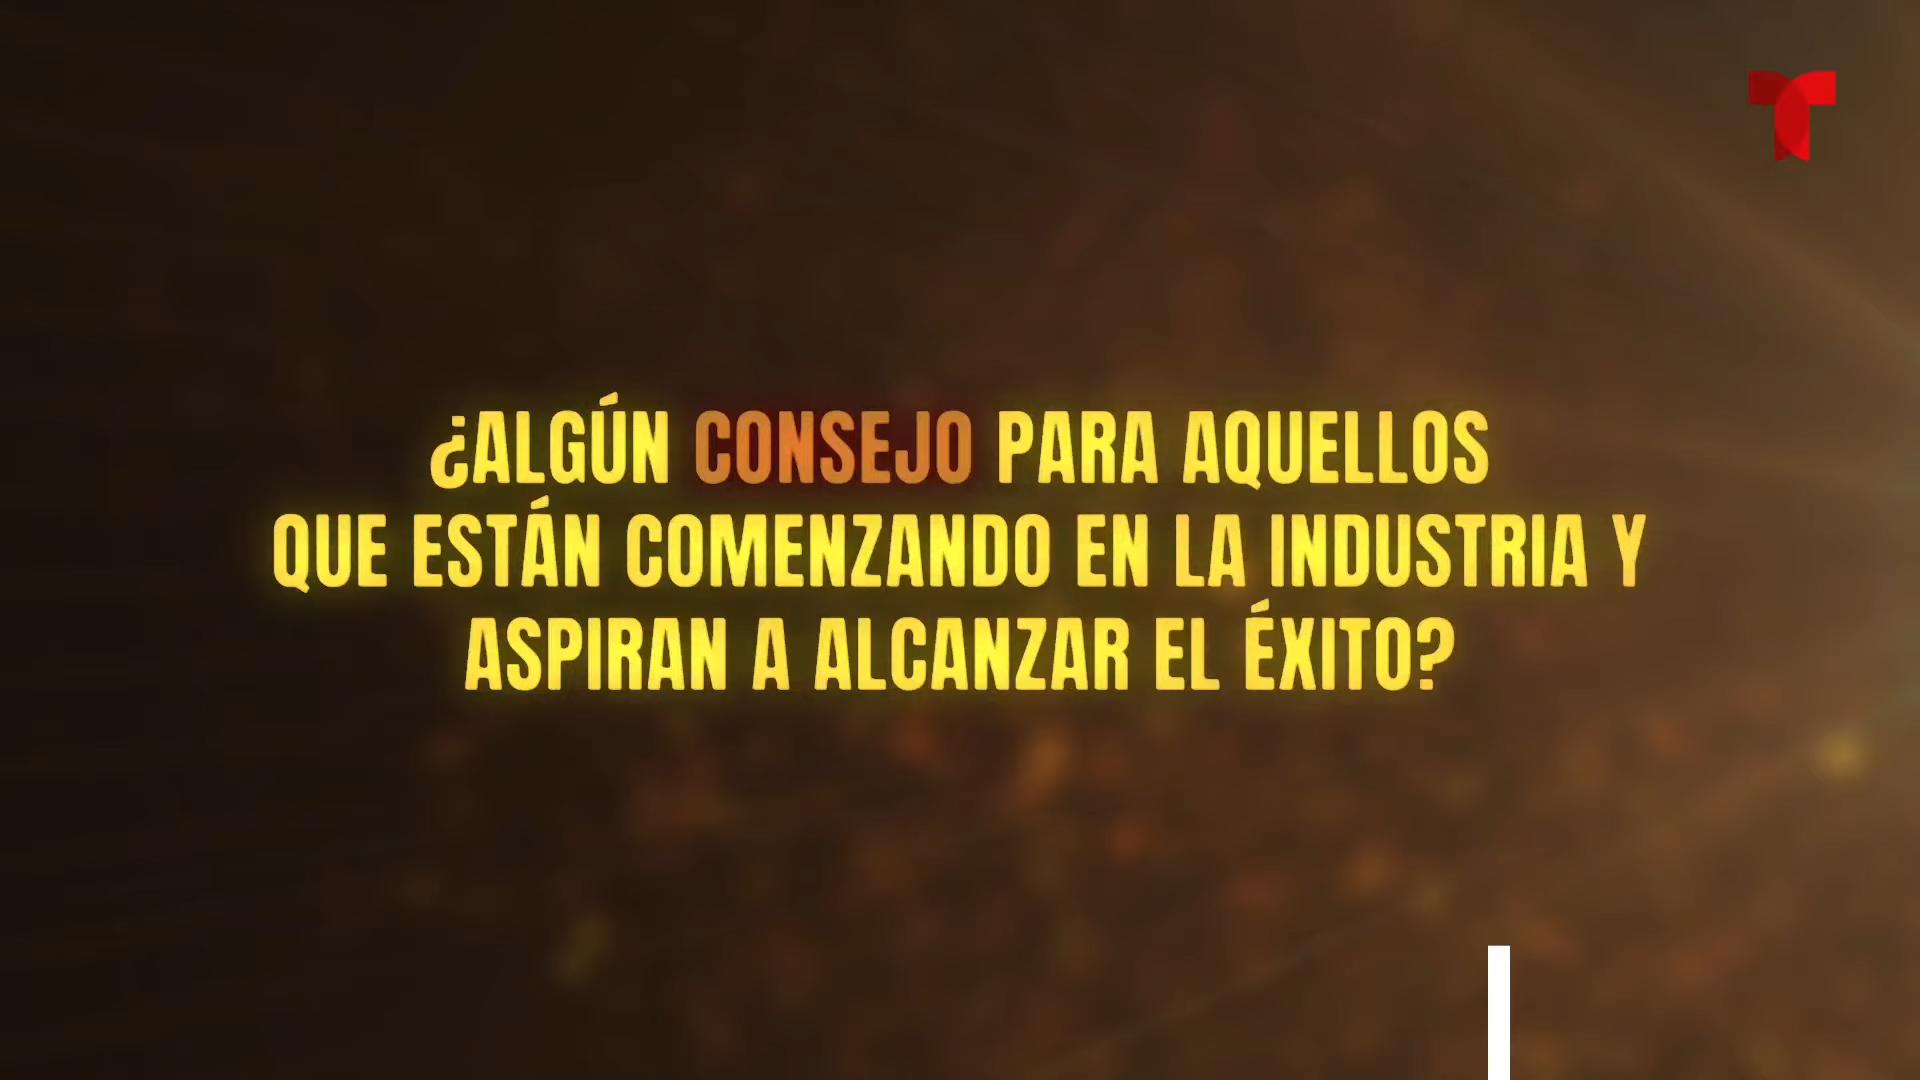 ¿ALGÚN CONSEJO PARA AQUELLOS
QUE ESTÁN COMENZANDO EN LA INDUSTRIA Y
ASPIRAN A ALCANZAR EL ÉXITO?